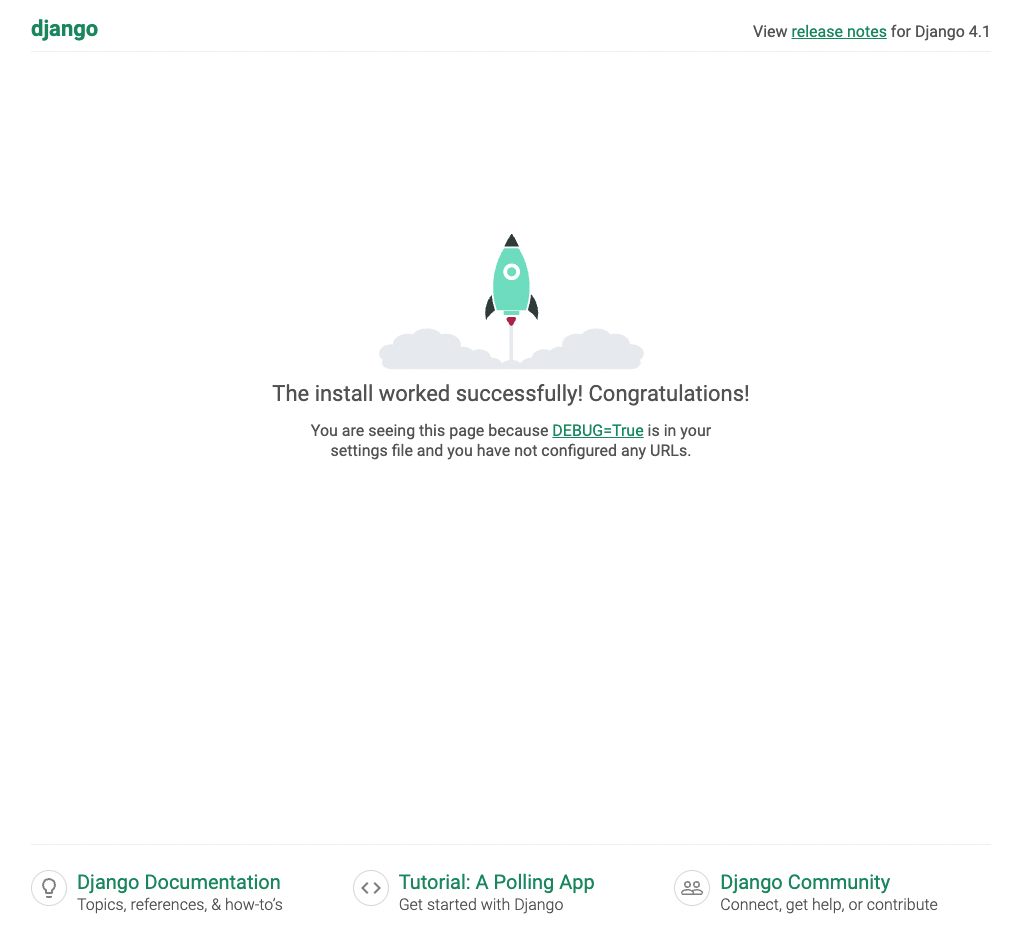 django
View release notes for Django 4.1
The install worked successfully! Congratulations!
You are seeing this page because DEBUG=True is in your
settings file and you have not configured any URLs.
Django Documentation
Topics, references, & how-to’s
Tutorial: A Polling App
Get started with Django
Django Community
Connect, get help, or contribute